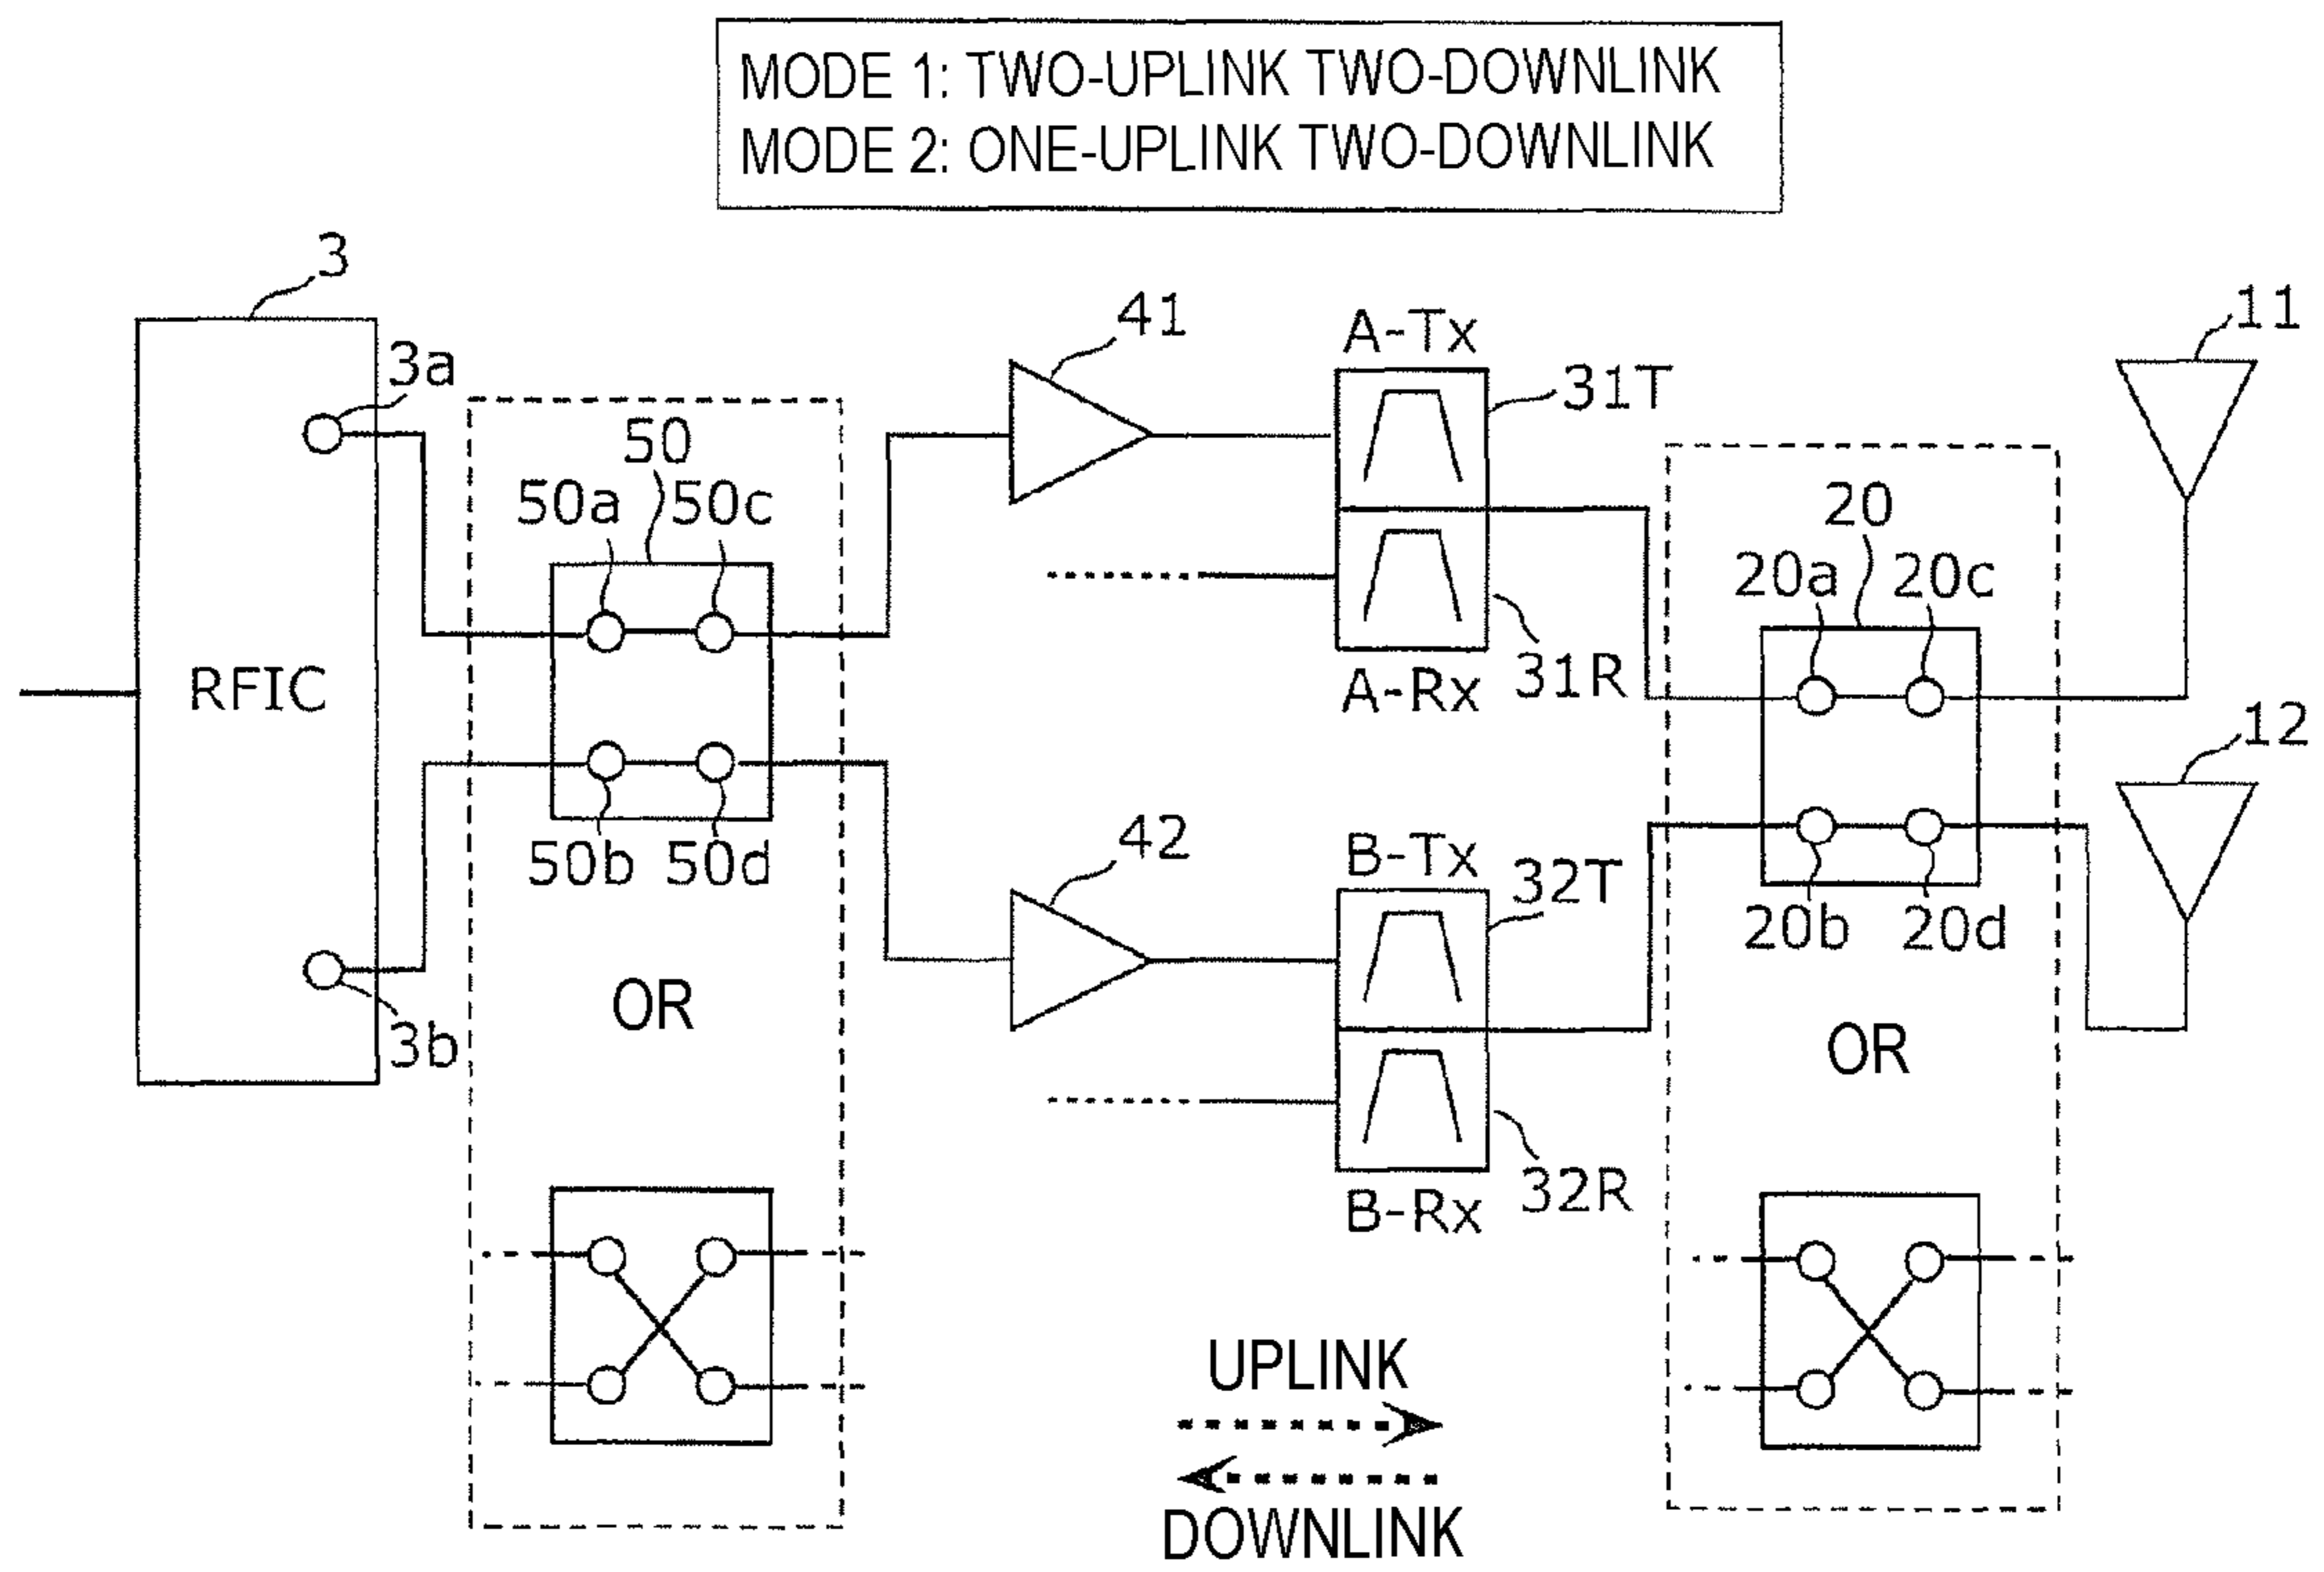 MODE 1: TWO-UPLINK TWO-DOWNLINK
MODE 2: ONE-UPLINK TWO-DOWNLINK
3
3a
RFIC
3b
50
50a
50c
50b
50d
OR
41
42
A-Tx
31T
31R
A-Rx
B-Tx
32T
32R
B-Rx
20
20a
20c
20b
20d
OR
11
12
UPLINK
DOWNLINK